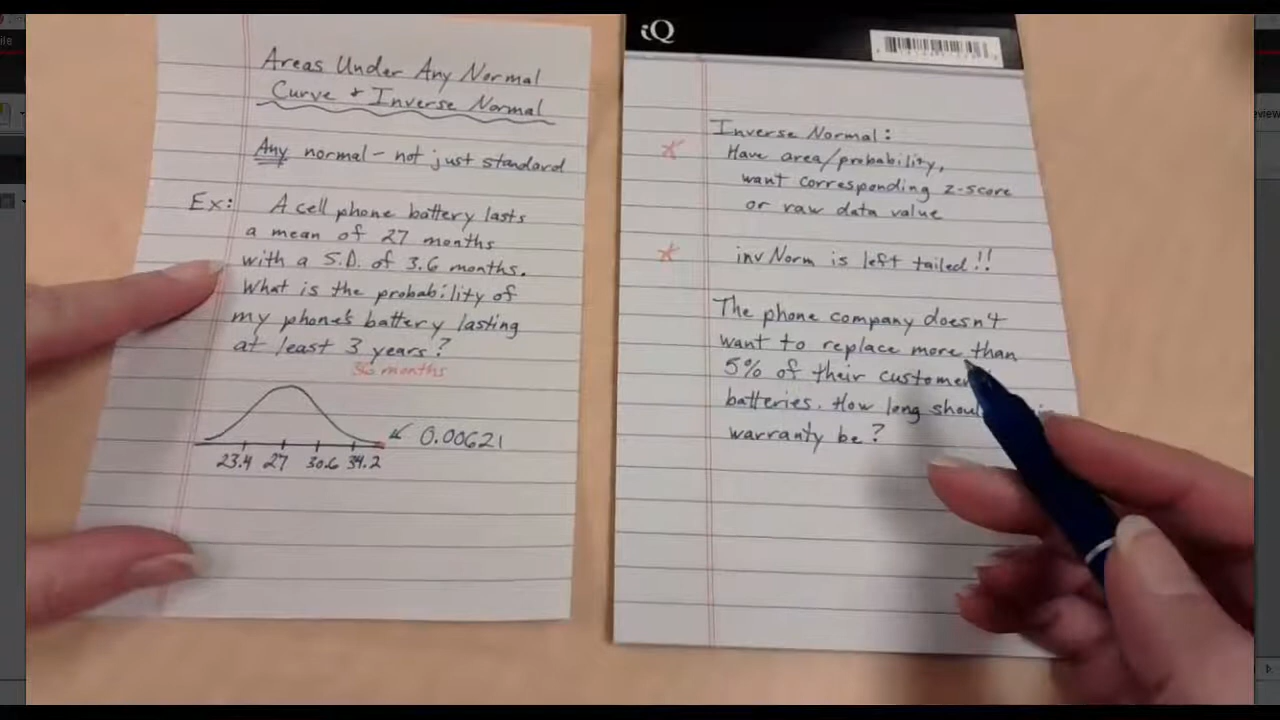 iQ
Areas Under Any Normal
Curve + Inverse Normal
Any normal - not just standard
Ex: A cell phone battery lasts
a mean of 27 months
with a S.D. of 3.6 months.
What is the probability of
my phone's battery lasting
at least 3 years?
36 months
0.00621
23.4 27 30.6 34.2
Inverse Normal:
* Have area/probability,
want corresponding z-score
or raw data value
* invNorm is left tailed!!
The phone company doesn't
want to replace more than
5% of their
batteries. How long
warranty be?